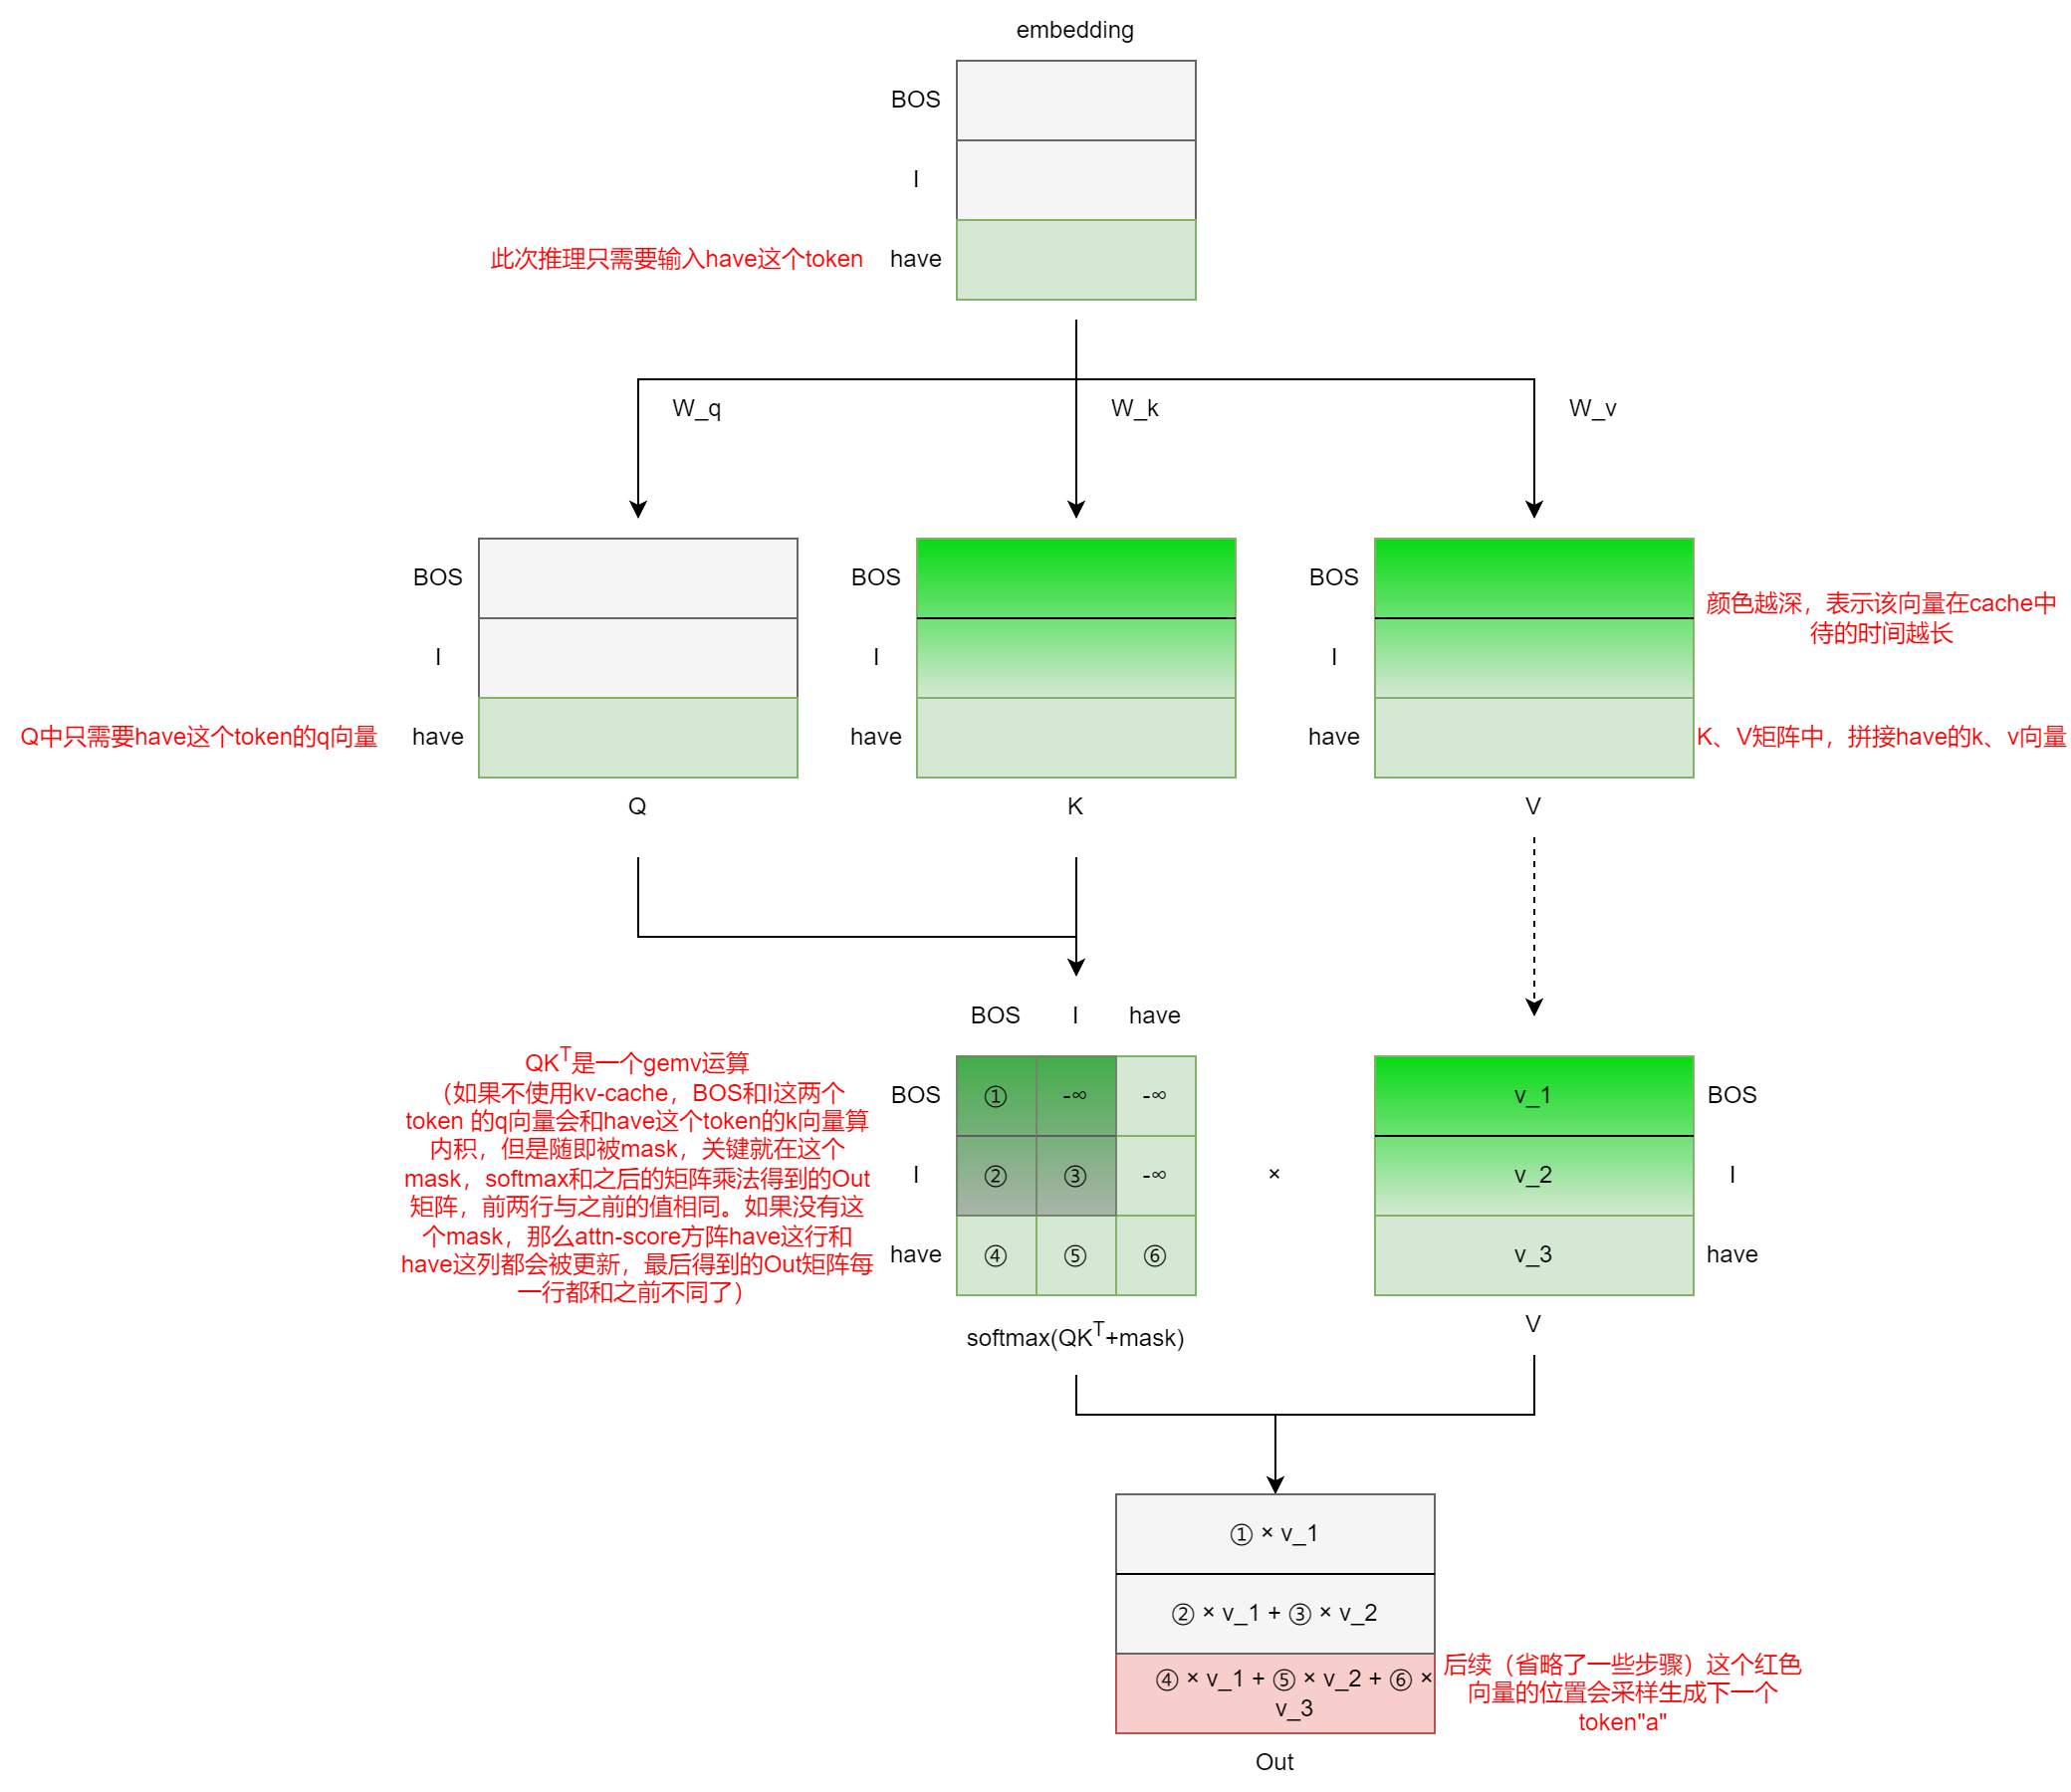 embedding
BOS
I
此次推理只需要输入have这个token
have
W_q
W_k
W_v
BOS
BOS
BOS
颜色越深，表示该向量在cache中
待的时间越长
I
I
I
Q中只需要have这个token的q向量
have
have
have
K、V矩阵中，拼接have的k、v向量
Q
K
V
BOS
I
have
QK^T是一个gemv运算
（如果不使用kv-cache，BOS和I这两个
token 的q向量会和have这个token的k向量算
内积，但是随即被mask，关键就在这个
mask，softmax和之后的矩阵乘法得到的Out
矩阵，前两行与之前的值相同。如果没有这
个mask，那么attn-score方阵have这行和
have这列都会被更新，最后得到的Out矩阵每
一行都和之前不同了）
BOS
① -∞ -∞
I
② ③ -∞
have
④ ⑤ ⑥
×
v_1
BOS
v_2
I
v_3
have
softmax(QK^T+mask)
V
① × v_1
② × v_1 + ③ × v_2
④ × v_1 + ⑤ × v_2 + ⑥ ×
v_3
后续（省略了一些步骤）这个红色
向量的位置会采样生成下一个
token"a"
Out